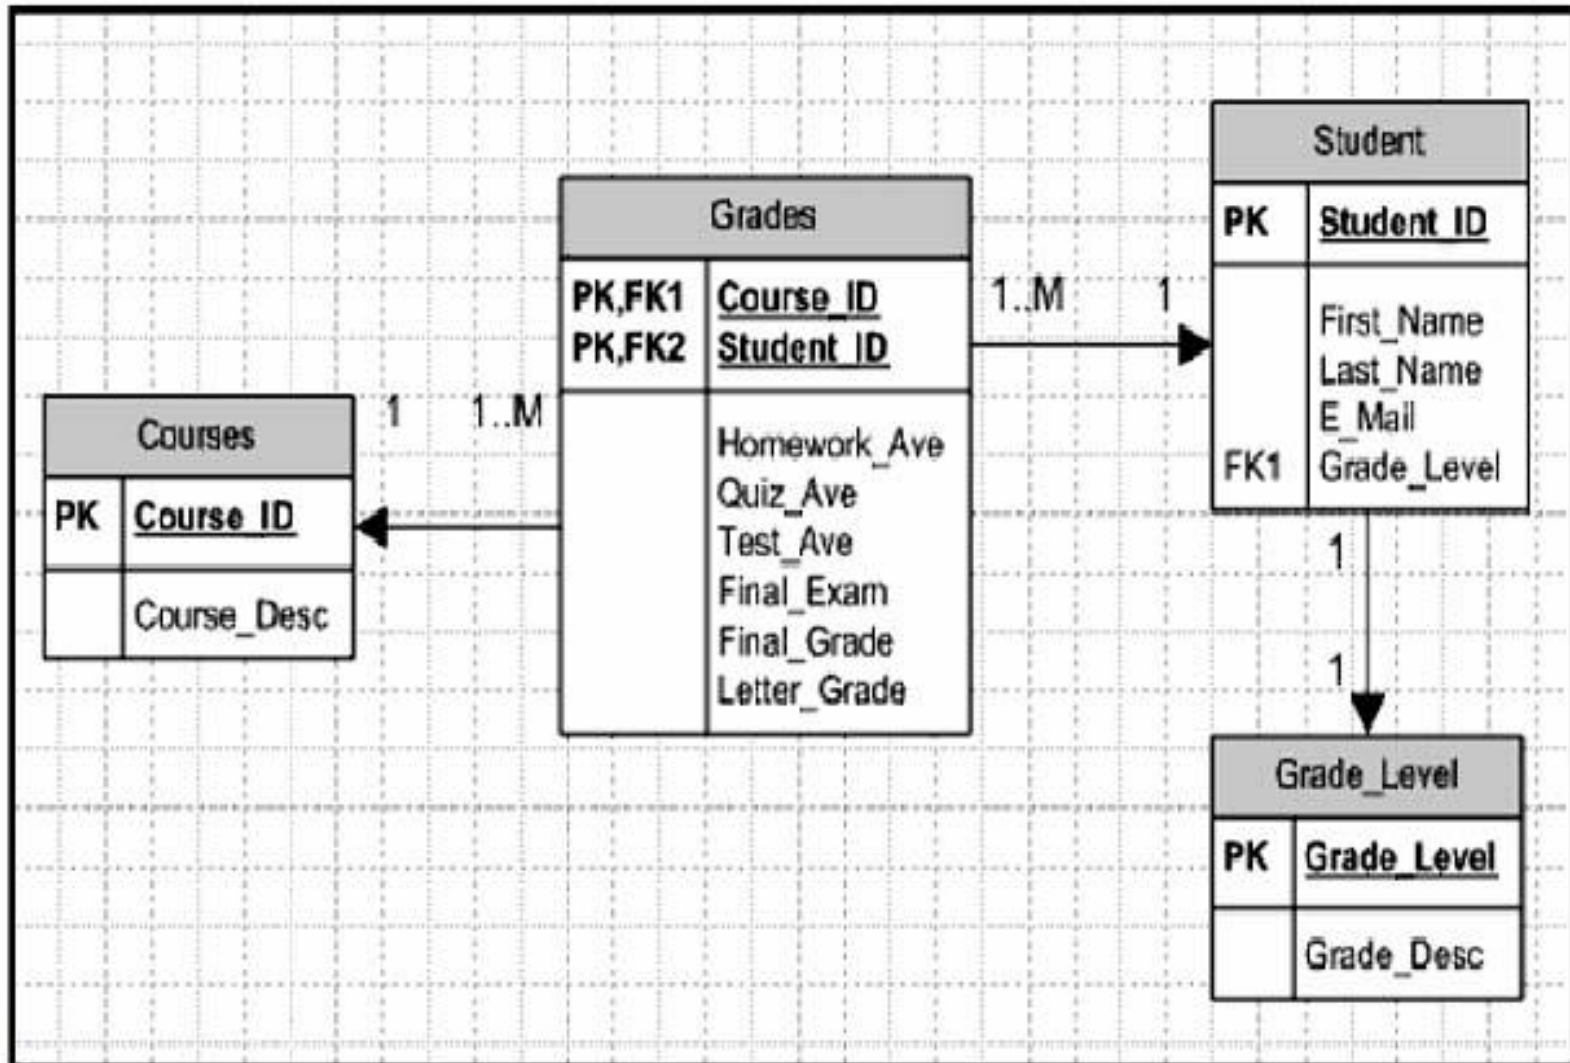 Student
PK Student_ID
First_Name
Last_Name
E_Mail
FK1 Grade_Level
Grades
PK,FK1 Course_ID
PK,FK2 Student_ID
Homework_Ave
Quiz_Ave
Test_Ave
Final_Exam
Final_Grade
Letter_Grade
1..M 1
Courses
PK Course_ID
Course_Desc
1 1..M
1
1
Grade_Level
PK Grade_Level
Grade_Desc